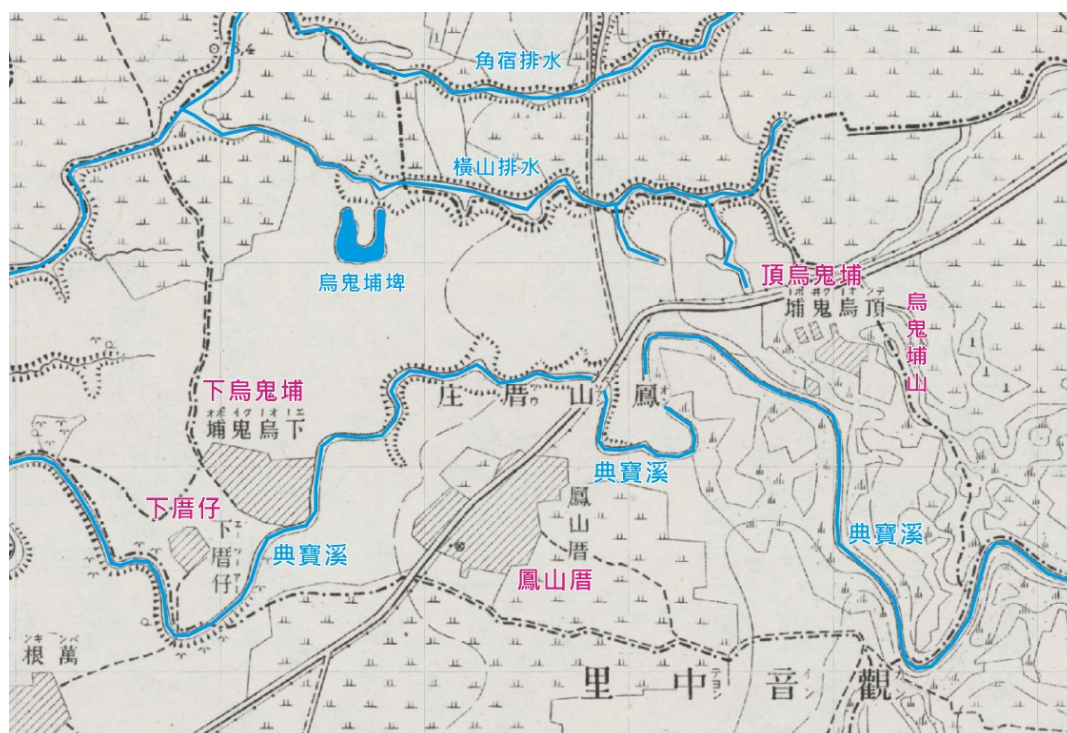 73,4
角宿排水
橫山排水
烏鬼埔埤
頂烏鬼埔
埔鬼烏頂
烏鬼埔山
下烏鬼埔
埔鬼烏下
庄厝山鳳
典寶溪
鳳山厝
下厝仔
下厝仔
典寶溪
典寶溪
鳳山厝
根萬
里中音觀